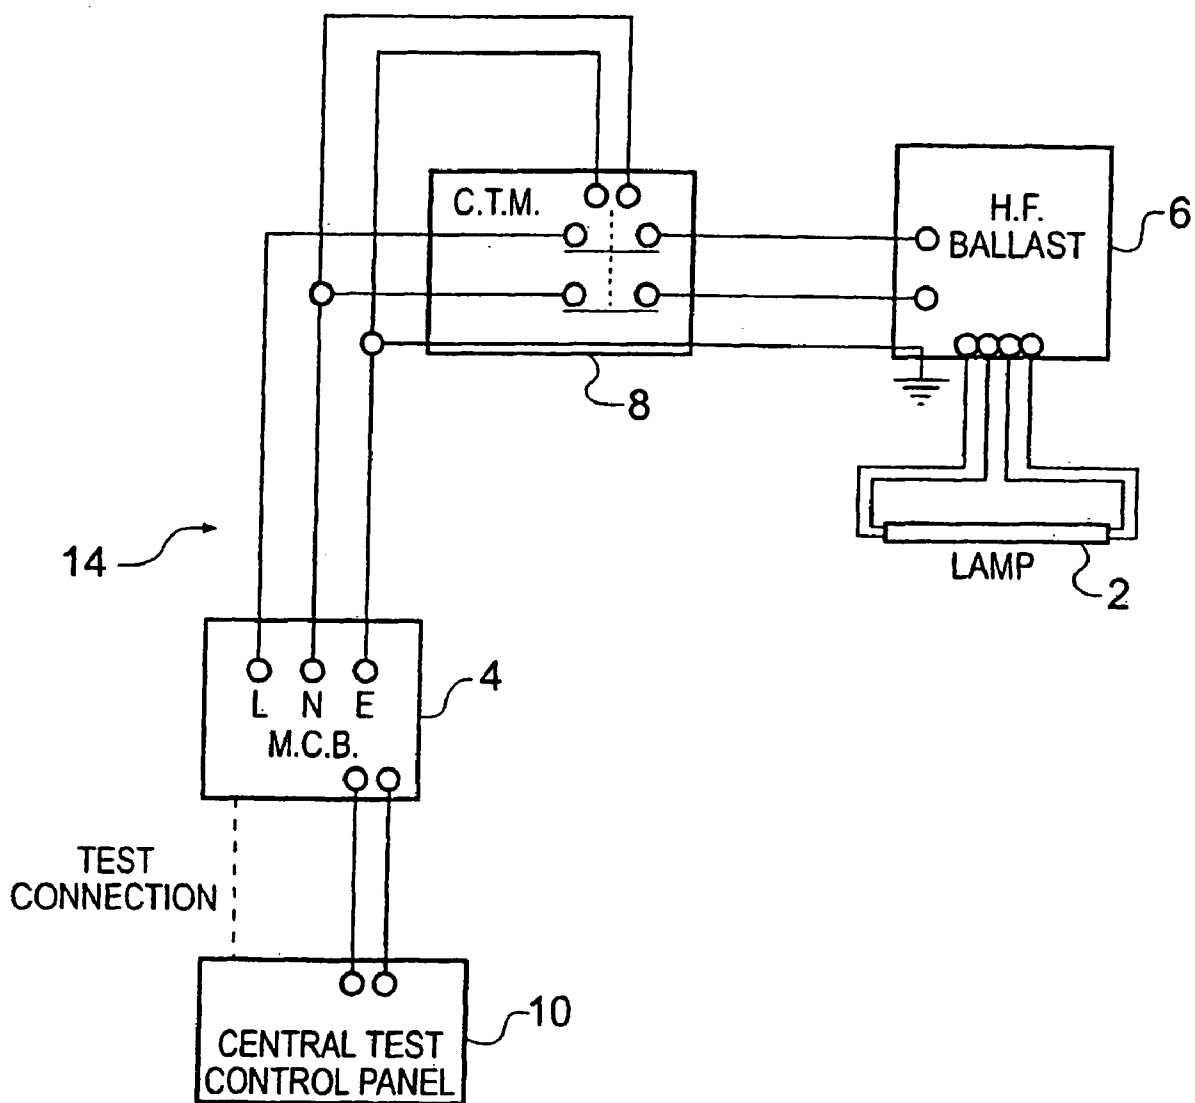 C.T.M.
H.F.
BALLAST
6
8
14
LAMP
2
L N E
M.C.B.
4
TEST
CONNECTION
10
CENTRAL TEST
CONTROL PANEL